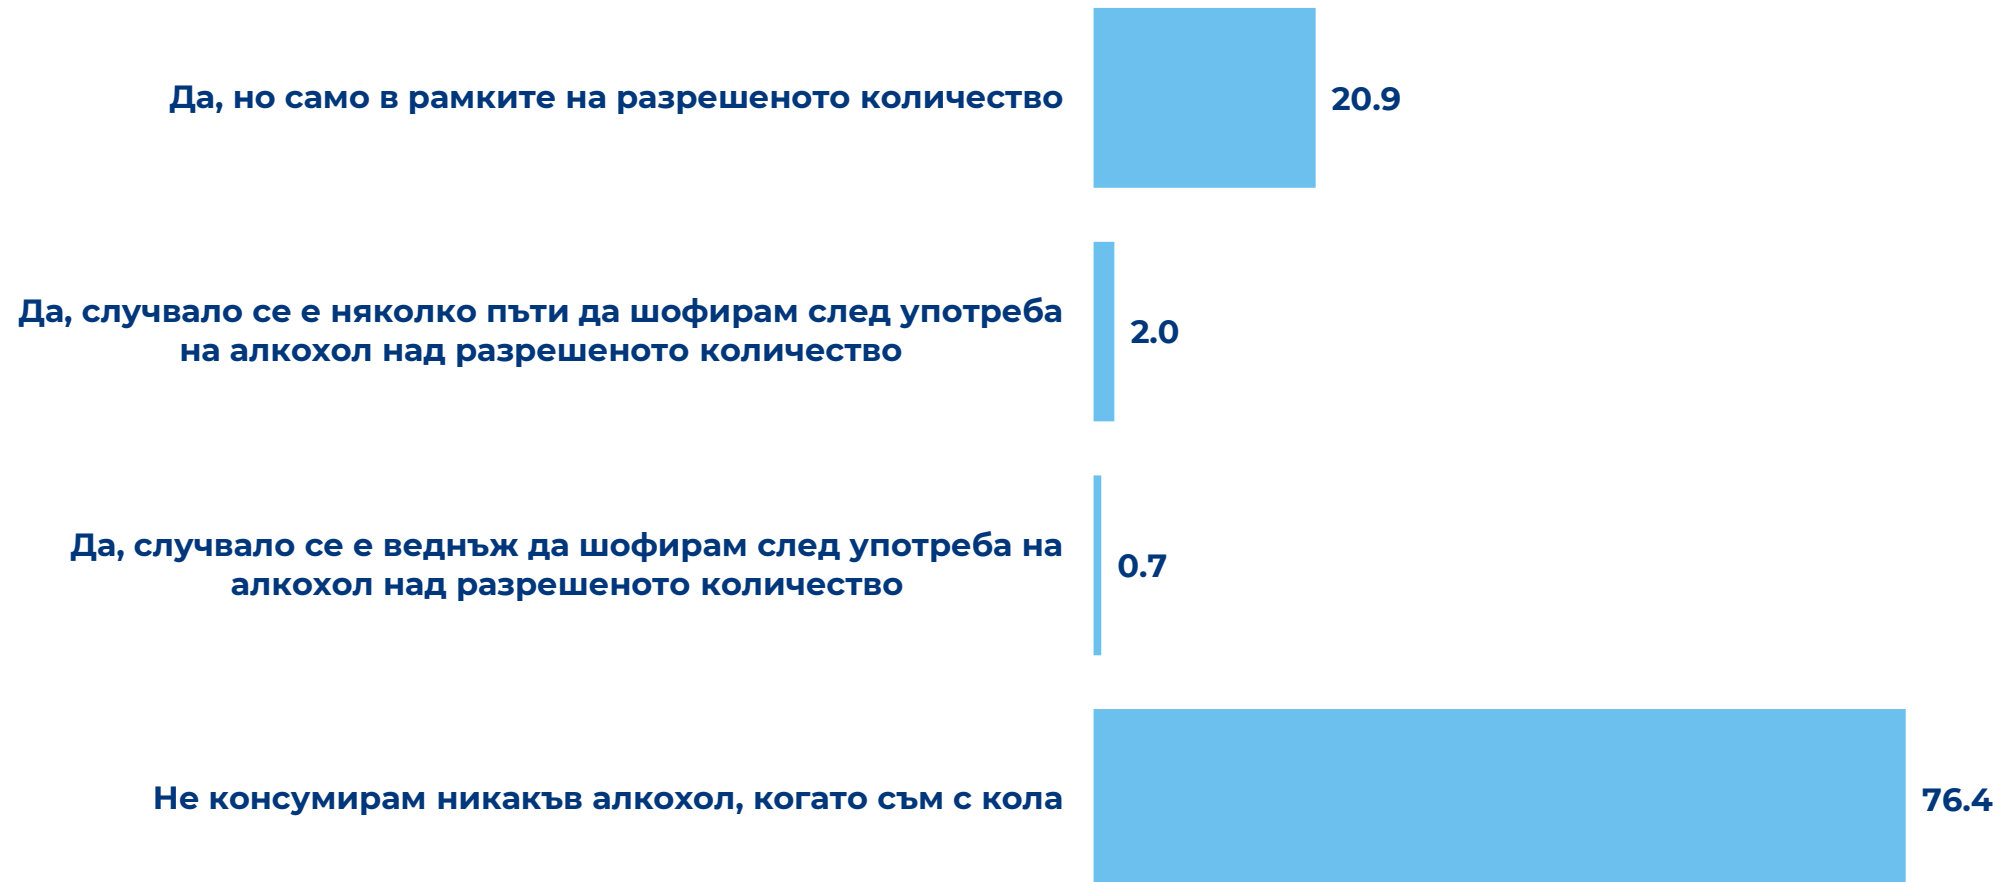 Да, но само в рамките на разрешеното количество
20.9
Да, случвало се е няколко пъти да шофирам след употреба
на алкохол над разрешеното количество
2.0
Да, случвало се е веднъж да шофирам след употреба на
алкохол над разрешеното количество
0.7
Не консумирам никакъв алкохол, когато съм с кола
76.4